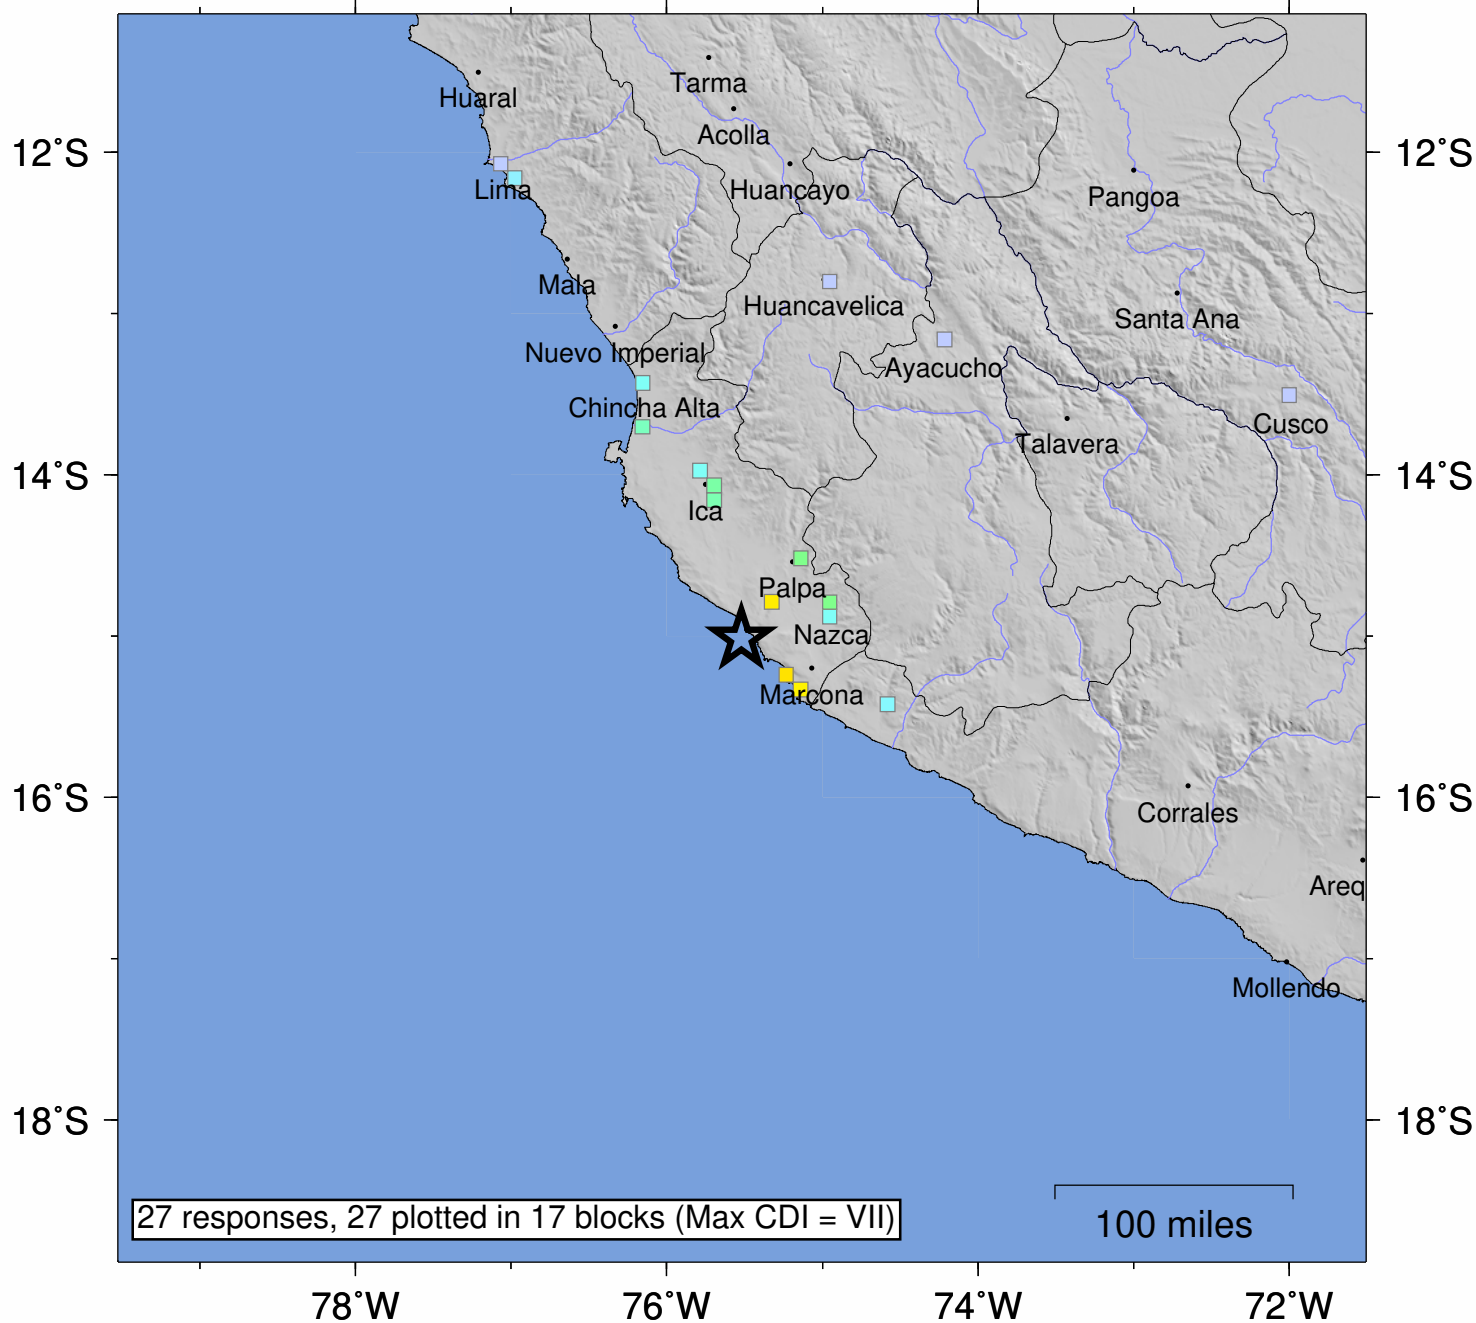 Huaral
Tarma
Acolla
12°S
12°S
Lima
Huancayo
Pangoa
Mala
Huancavelica
Santa Ana
Nuevo Imperial
Ayacucho
Chincha Alta
Cusco
Talavera
14°S
14°S
Ica
Palpa
Nazca
Marcona
16°S
16°S
Corrales
Areq
Mollendo
18°S
18°S
27 responses, 27 plotted in 17 blocks (Max CDI = VII)
100 miles
78°W
76°W
74°W
72°W